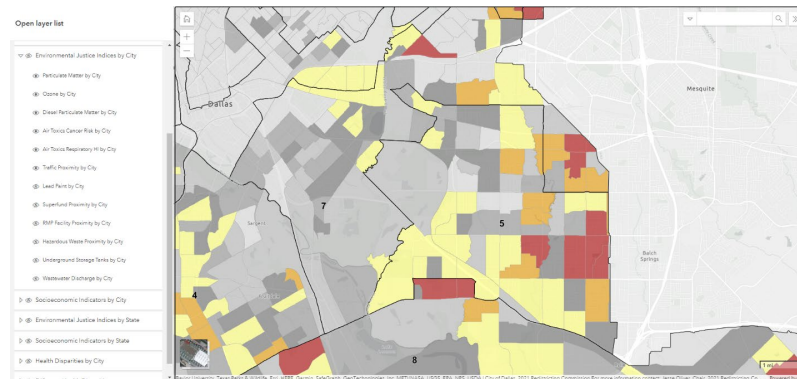 Open layer list
Environmental Justice Indices by City
Particulate Matter by City
Ozone by City
Diesel Particulate Matter by City
Air Toxics Cancer Risk by City
Air Toxics Respiratory HI by City
Traffic Proximity by City
Lead Paint by City
Superfund Proximity by City
RMP Facility Proximity by City
Hazardous Waste Proximity by City
Underground Storage Tanks by City
Wastewater Discharge by City
Socioeconomic Indicators by City
Environmental Justice Indices by State
Socioeconomic Indicators by State
Health Disparities by City
Dallas
Mesquite
7
5
Balch
Springs
4
8